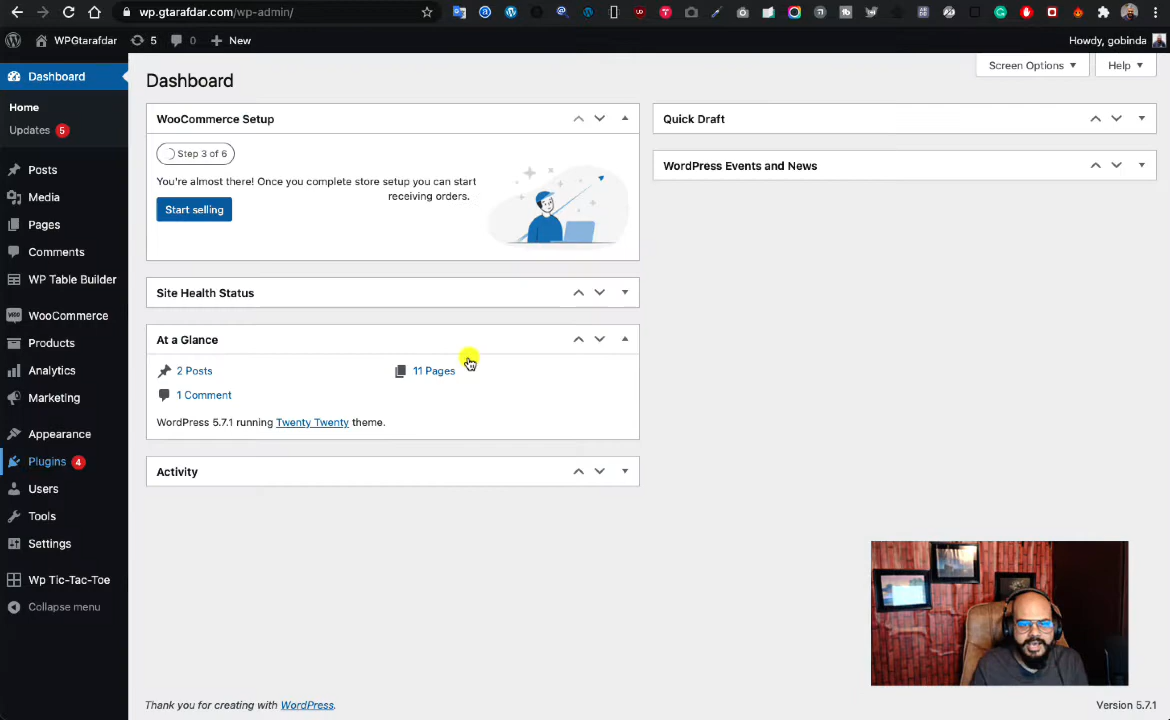 wp.gtarafdar.com/wp-admin/
WPGtarafdar
5
0
New
Howdy, gobinda
Dashboard
Home
Updates 5
Posts
Media
Pages
Comments
WP Table Builder
WooCommerce
Products
Analytics
Marketing
Appearance
Plugins 4
Users
Tools
Settings
Wp Tic-Tac-Toe
Collapse menu
Screen Options
Help
Dashboard
WooCommerce Setup
Step 3 of 6
You're almost there! Once you complete store setup you can start
receiving orders.
Start selling
Site Health Status
At a Glance
2 Posts
11 Pages
1 Comment
WordPress 5.7.1 running Twenty Twenty theme.
Activity
Quick Draft
WordPress Events and News
Thank you for creating with WordPress.
Version 5.7.1